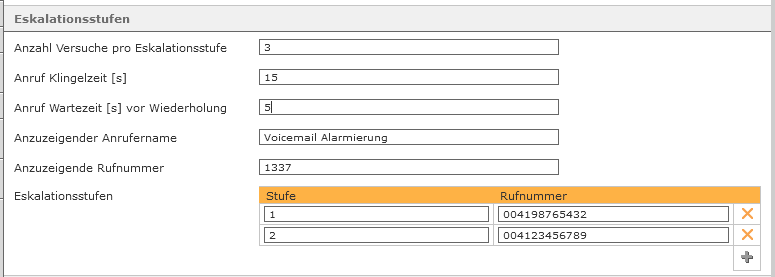 Eskalationsstufen
Anzahl Versuche pro Eskalationsstufe 3
Anruf Klingelzeit [s] 15
Anruf Wartezeit [s] vor Wiederholung 5
Anzuzeigender Anrufername Voicemail Alarmierung
Anzuzeigende Rufnummer 1337
Eskalationsstufen Stufe Rufnummer
1 004198765432
2 004123456789